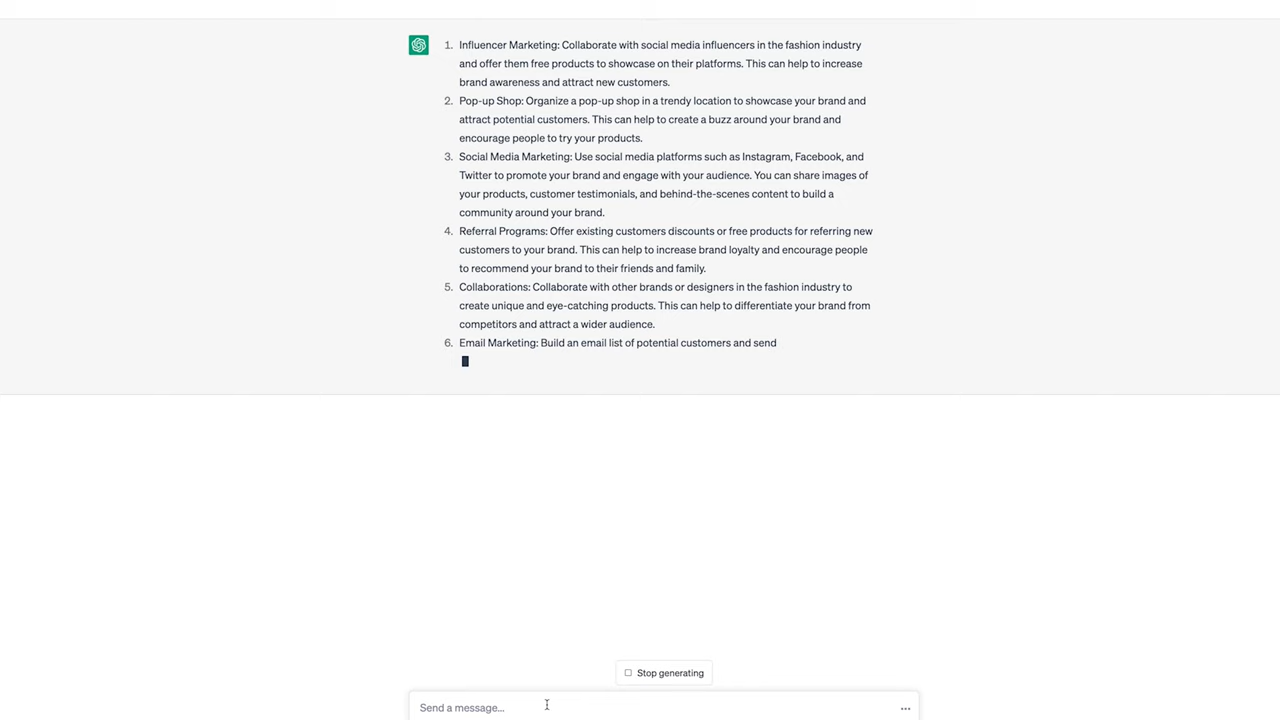 1. Influencer Marketing: Collaborate with social media influencers in the fashion industry
and offer them free products to showcase on their platforms. This can help to increase
brand awareness and attract new customers.
2. Pop-up Shop: Organize a pop-up shop in a trendy location to showcase your brand and
attract potential customers. This can help to create a buzz around your brand and
encourage people to try your products.
3. Social Media Marketing: Use social media platforms such as Instagram, Facebook, and
Twitter to promote your brand and engage with your audience. You can share images of
your products, customer testimonials, and behind-the-scenes content to build a
community around your brand.
4. Referral Programs: Offer existing customers discounts or free products for referring new
customers to your brand. This can help to increase brand loyalty and encourage people
to recommend your brand to their friends and family.
5. Collaborations: Collaborate with other brands or designers in the fashion industry to
create unique and eye-catching products. This can help to differentiate your brand from
competitors and attract a wider audience.
6. Email Marketing: Build an email list of potential customers and send
Stop generating
Send a message...